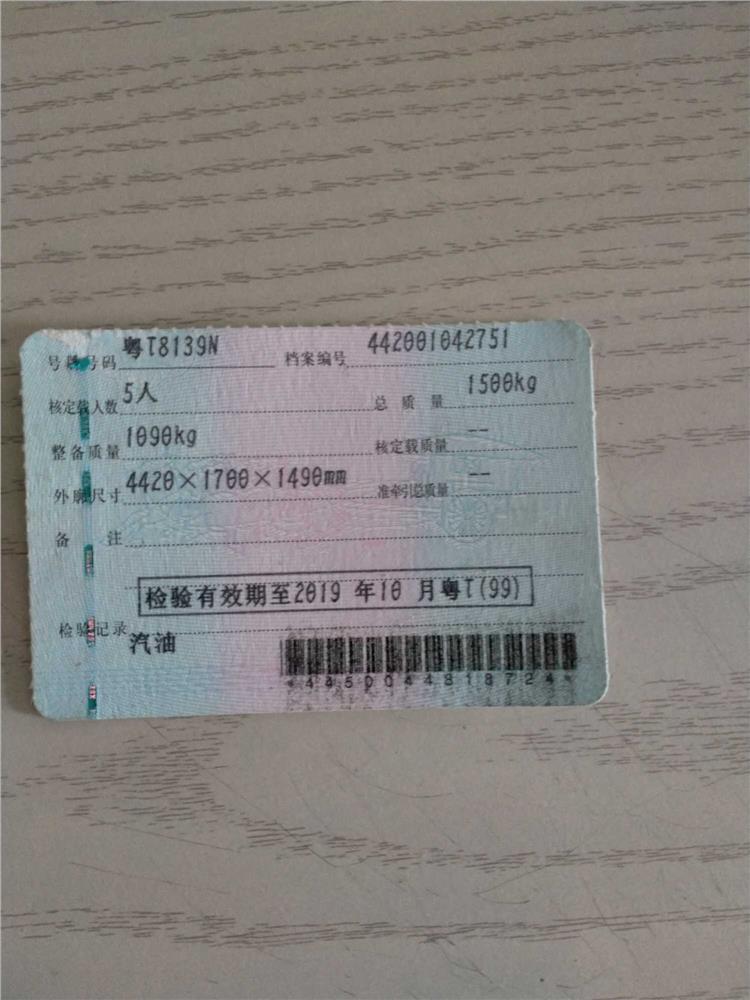 号牌号码 粤T8139N 档案编号 442001042751
核定载人数 5人 总质量 1500kg
整备质量 1090kg 核定载质量 --
外廓尺寸 4420×1700×1490mm 准牵引总质量 --
备注
检验有效期至2019年10月粤T(99)
检验记录
汽油
*4450044818724*